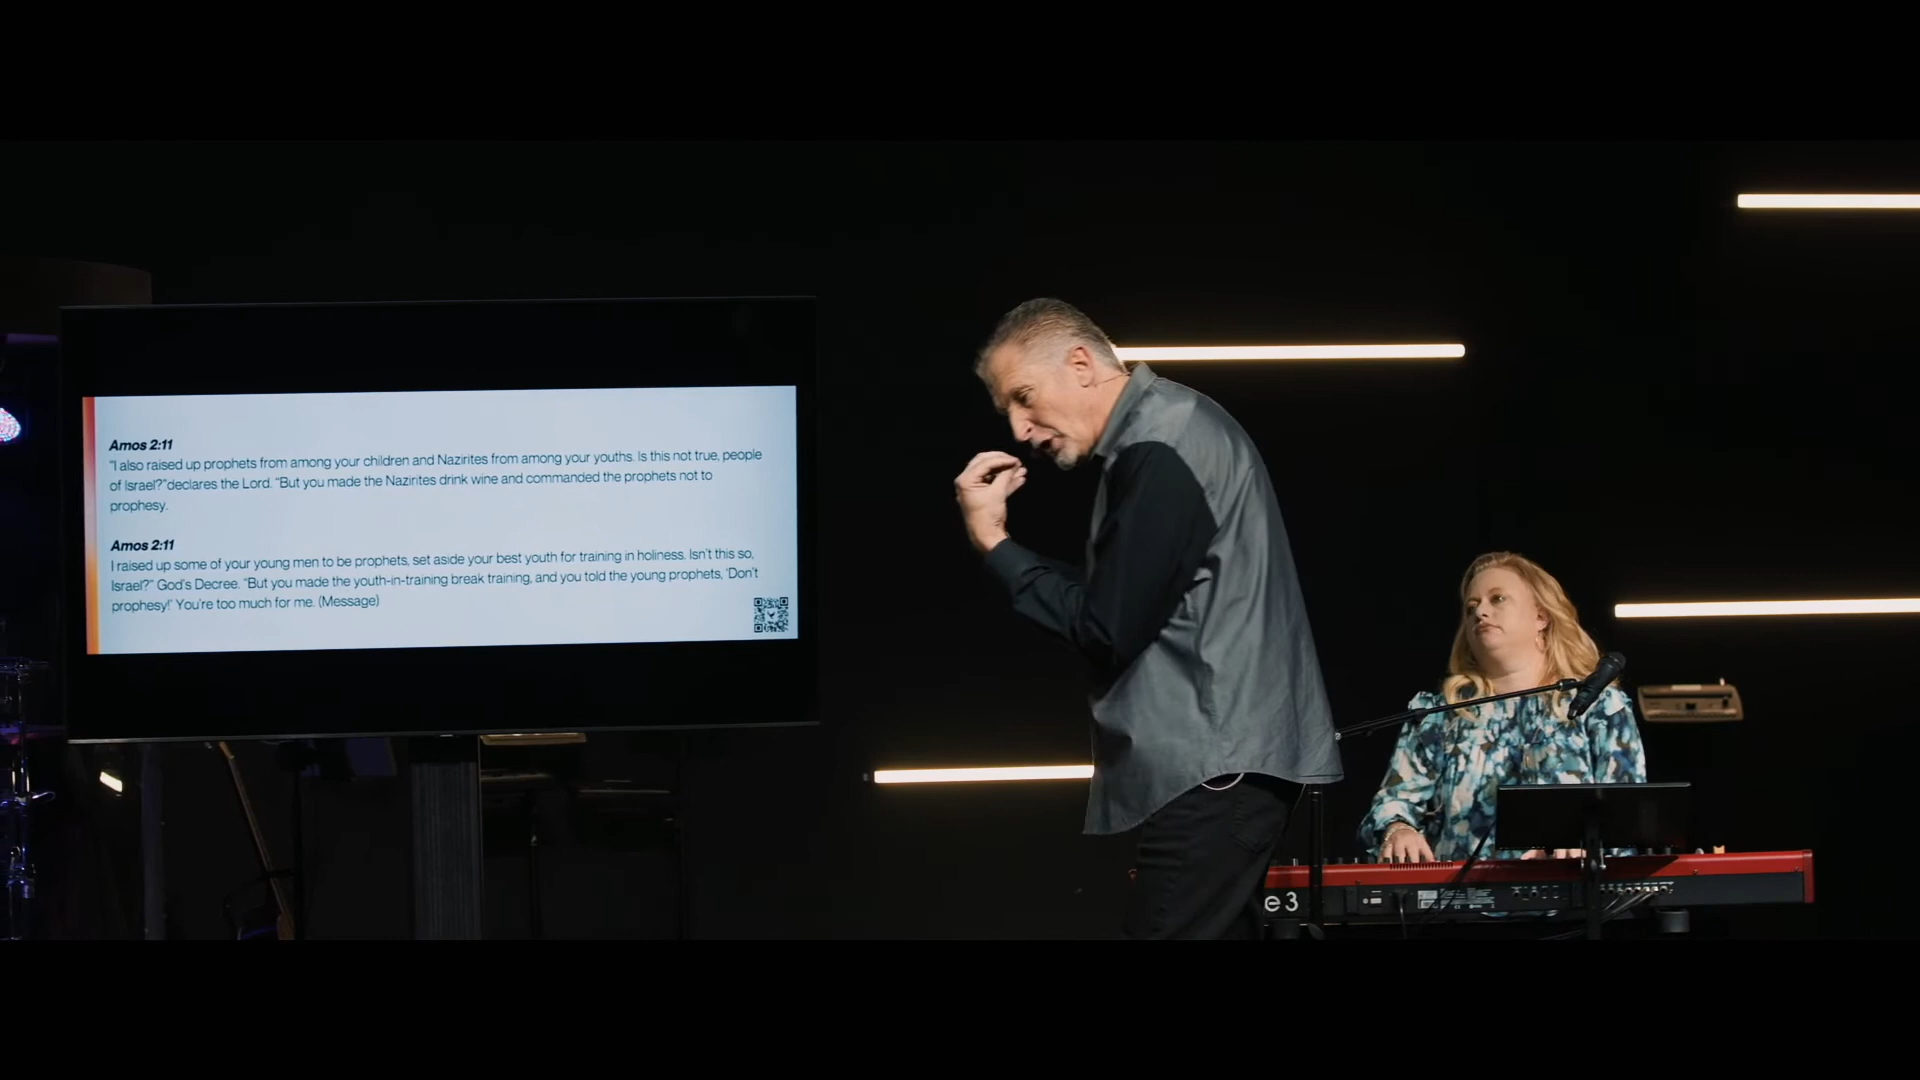 Amos 2:11
"I also raised up prophets from among your children and Nazirites from among your youths. Is this not true, people
of Israel?"declares the Lord. "But you made the Nazirites drink wine and commanded the prophets not to
prophesy.
Amos 2:11
I raised up some of your young men to be prophets, set aside your best youth for training in holiness. Isn't this so,
Israel?" God's Decree. "But you made the youth-in-training break training, and you told the young prophets, 'Don't
prophesy!' You're too much for me. (Message)
e 3